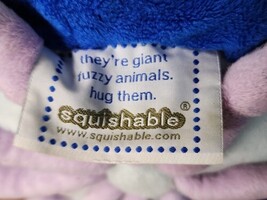 they're giant
fuzzy animals.
hug them.
squishable®
www.squishable.com